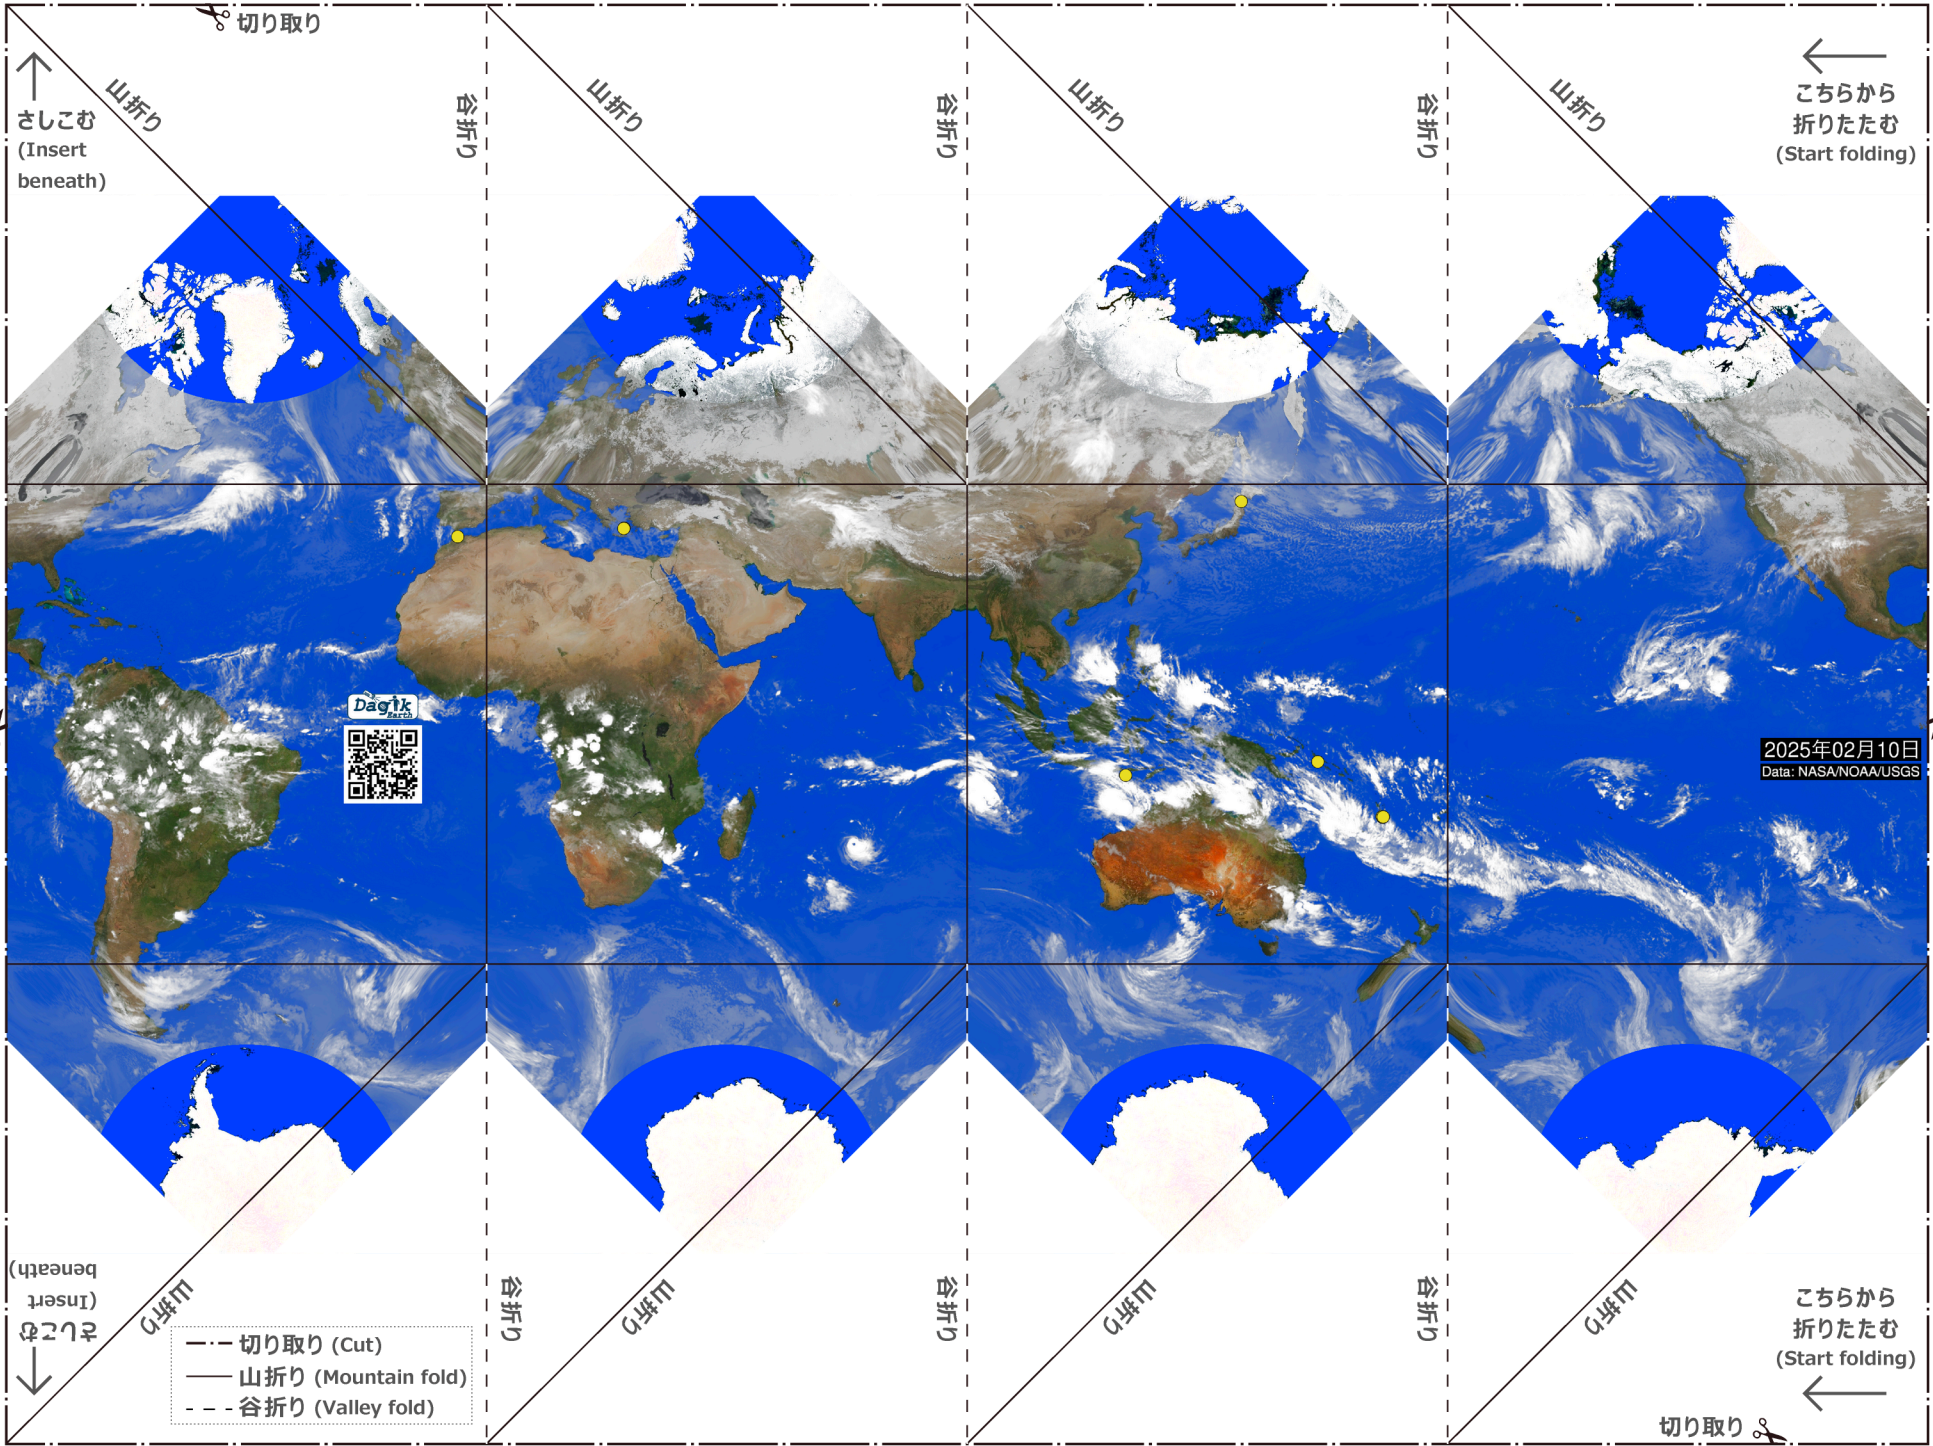 切り取り
さしこむ
(Insert
beneath)
山折り
谷折り
山折り
谷折り
山折り
谷折り
山折り
こちらから
折りたたむ
(Start folding)
Dagik
Earth
2025年02月10日
Data: NASA/NOAA/USGS
さしこむ
(Insert
beneath)
山折り
谷折り
山折り
谷折り
山折り
谷折り
山折り
こちらから
折りたたむ
(Start folding)
切り取り (Cut)
山折り (Mountain fold)
谷折り (Valley fold)
切り取り